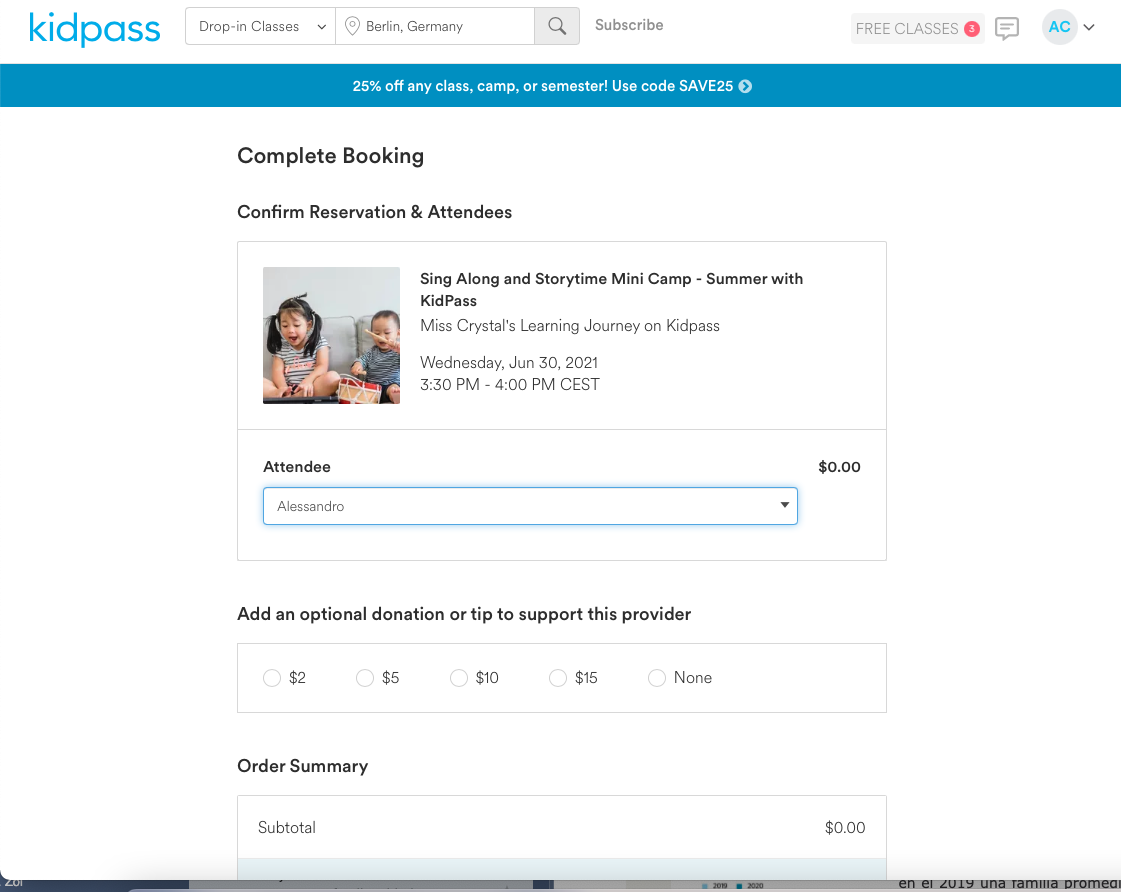 kidpass
Drop-in Classes
Berlin, Germany
Subscribe
FREE CLASSES 3
AC
25% off any class, camp, or semester! Use code SAVE25
Complete Booking
Confirm Reservation & Attendees
Sing Along and Storytime Mini Camp - Summer with
KidPass
Miss Crystal's Learning Journey on Kidpass
Wednesday, Jun 30, 2021
3:30 PM - 4:00 PM CEST
Attendee
$0.00
Alessandro
Add an optional donation or tip to support this provider
$2
$5
$10
$15
None
Order Summary
Subtotal
$0.00
2019
2020
en el 2019 una familia promedi